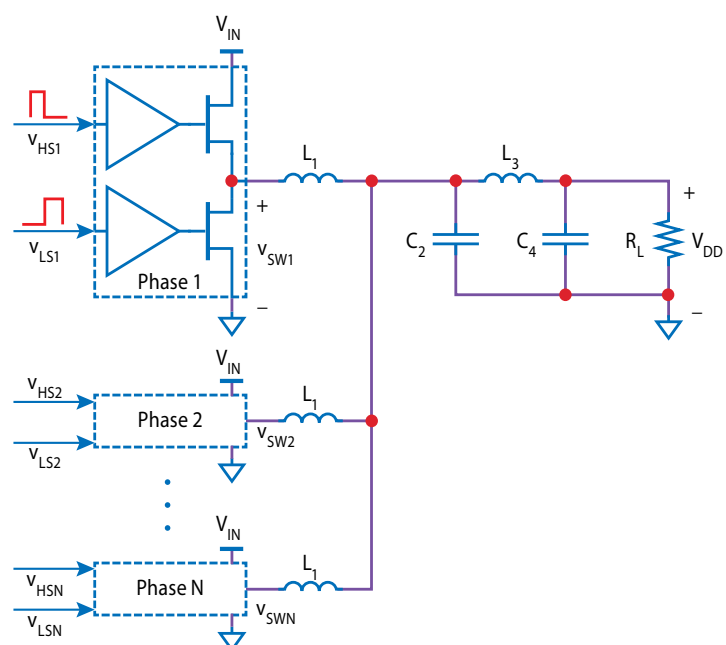 V_IN
v_HS1
L_1
L_3
+
v_LS1
+
C_2
C_4
R_L
V_DD
v_SW1
Phase 1
−
−
V_IN
v_HS2
L_1
Phase 2
v_SW2
v_LS2
V_IN
L_1
v_HSN
Phase N
v_SWN
v_LSN